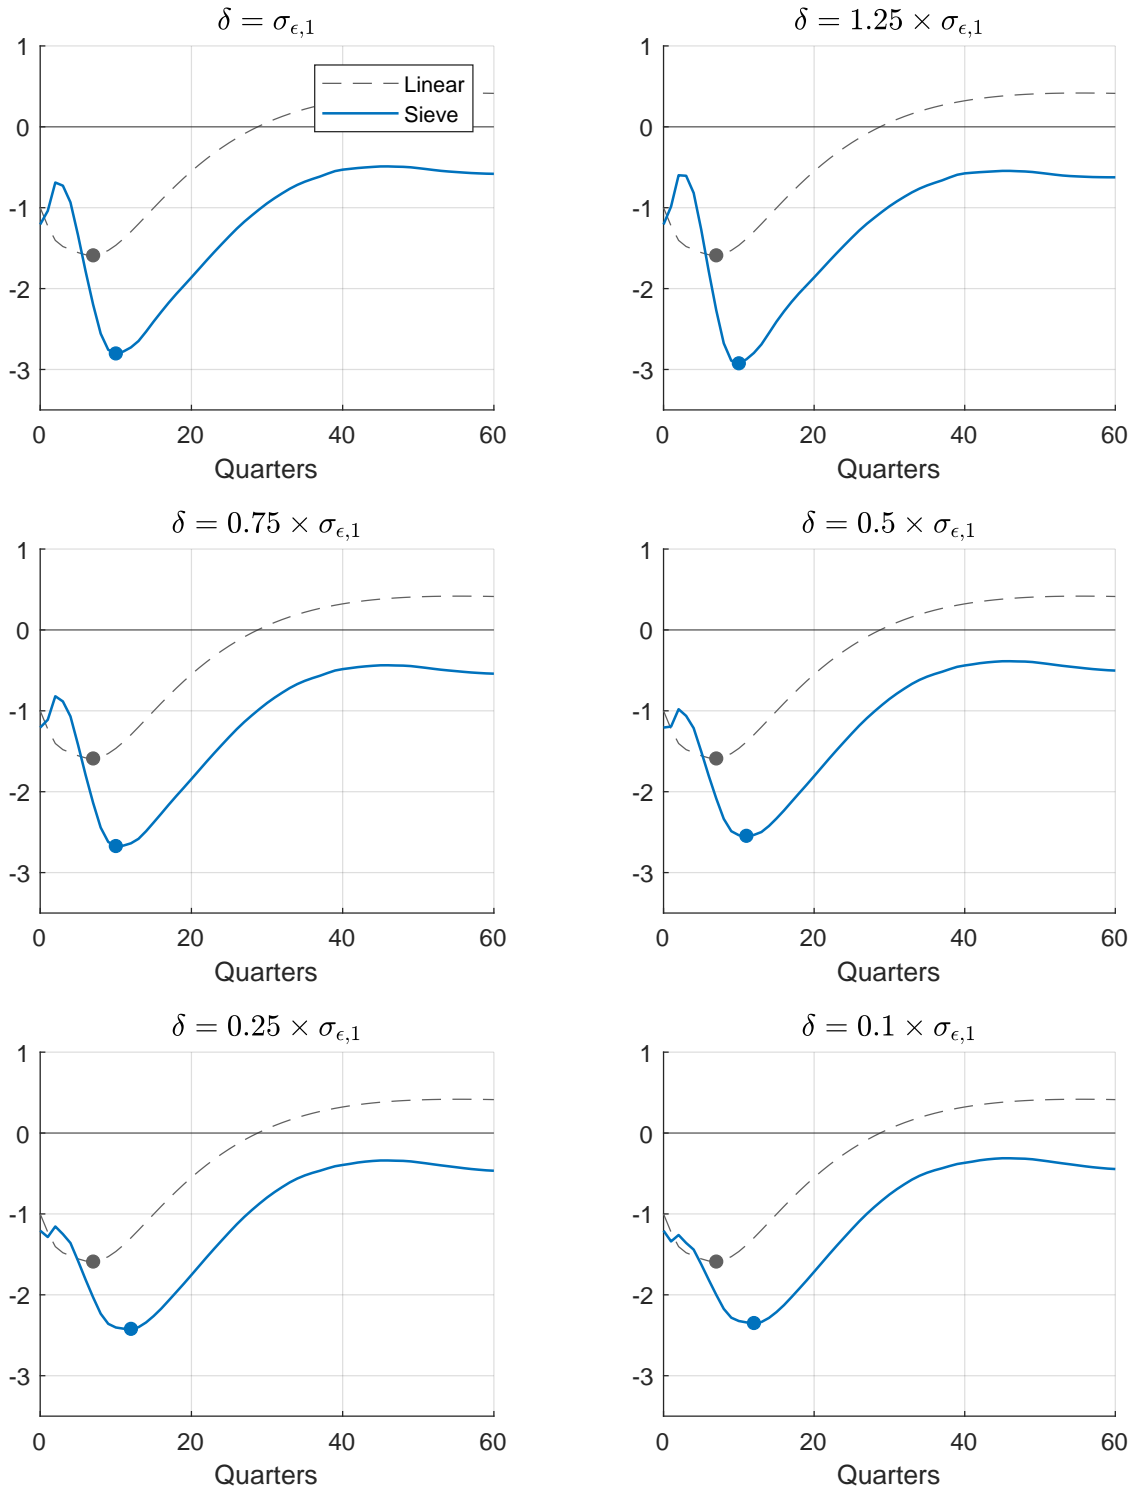 δ = σ_{ϵ,1}
1
0
-1
-2
-3
0 20 40 60
Quarters
Linear
Sieve
δ = 1.25 × σ_{ϵ,1}
1
0
-1
-2
-3
0 20 40 60
Quarters
δ = 0.75 × σ_{ϵ,1}
1
0
-1
-2
-3
0 20 40 60
Quarters
δ = 0.5 × σ_{ϵ,1}
1
0
-1
-2
-3
0 20 40 60
Quarters
δ = 0.25 × σ_{ϵ,1}
1
0
-1
-2
-3
0 20 40 60
Quarters
δ = 0.1 × σ_{ϵ,1}
1
0
-1
-2
-3
0 20 40 60
Quarters